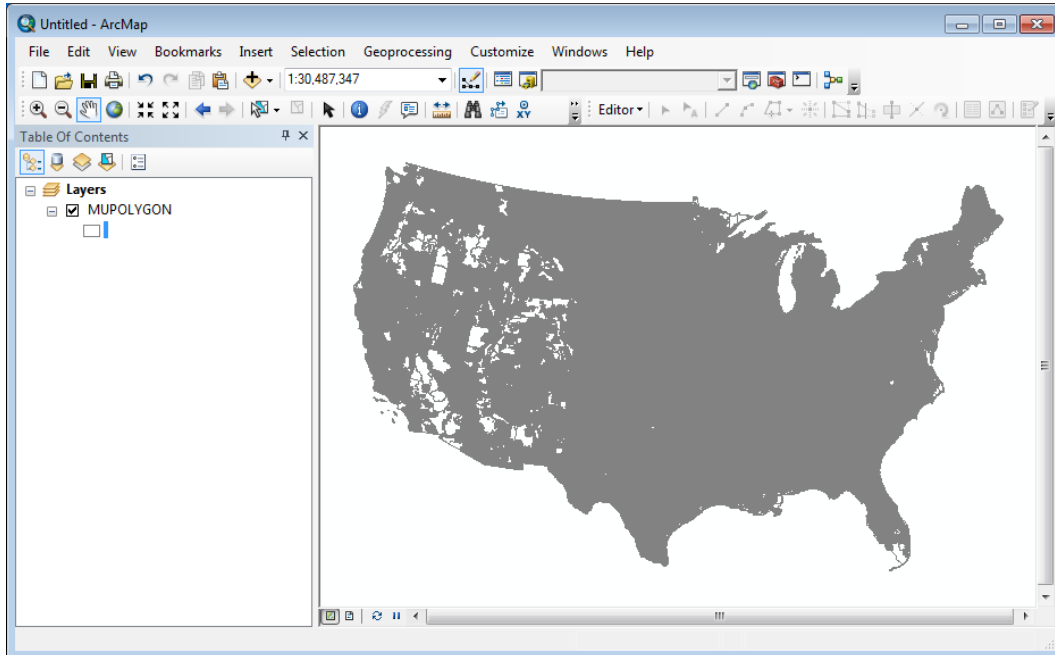 Untitled - ArcMap
File Edit View Bookmarks Insert Selection Geoprocessing Customize Windows Help
1:30,487,347
XY Editor
Table Of Contents
Layers
MUPOLYGON